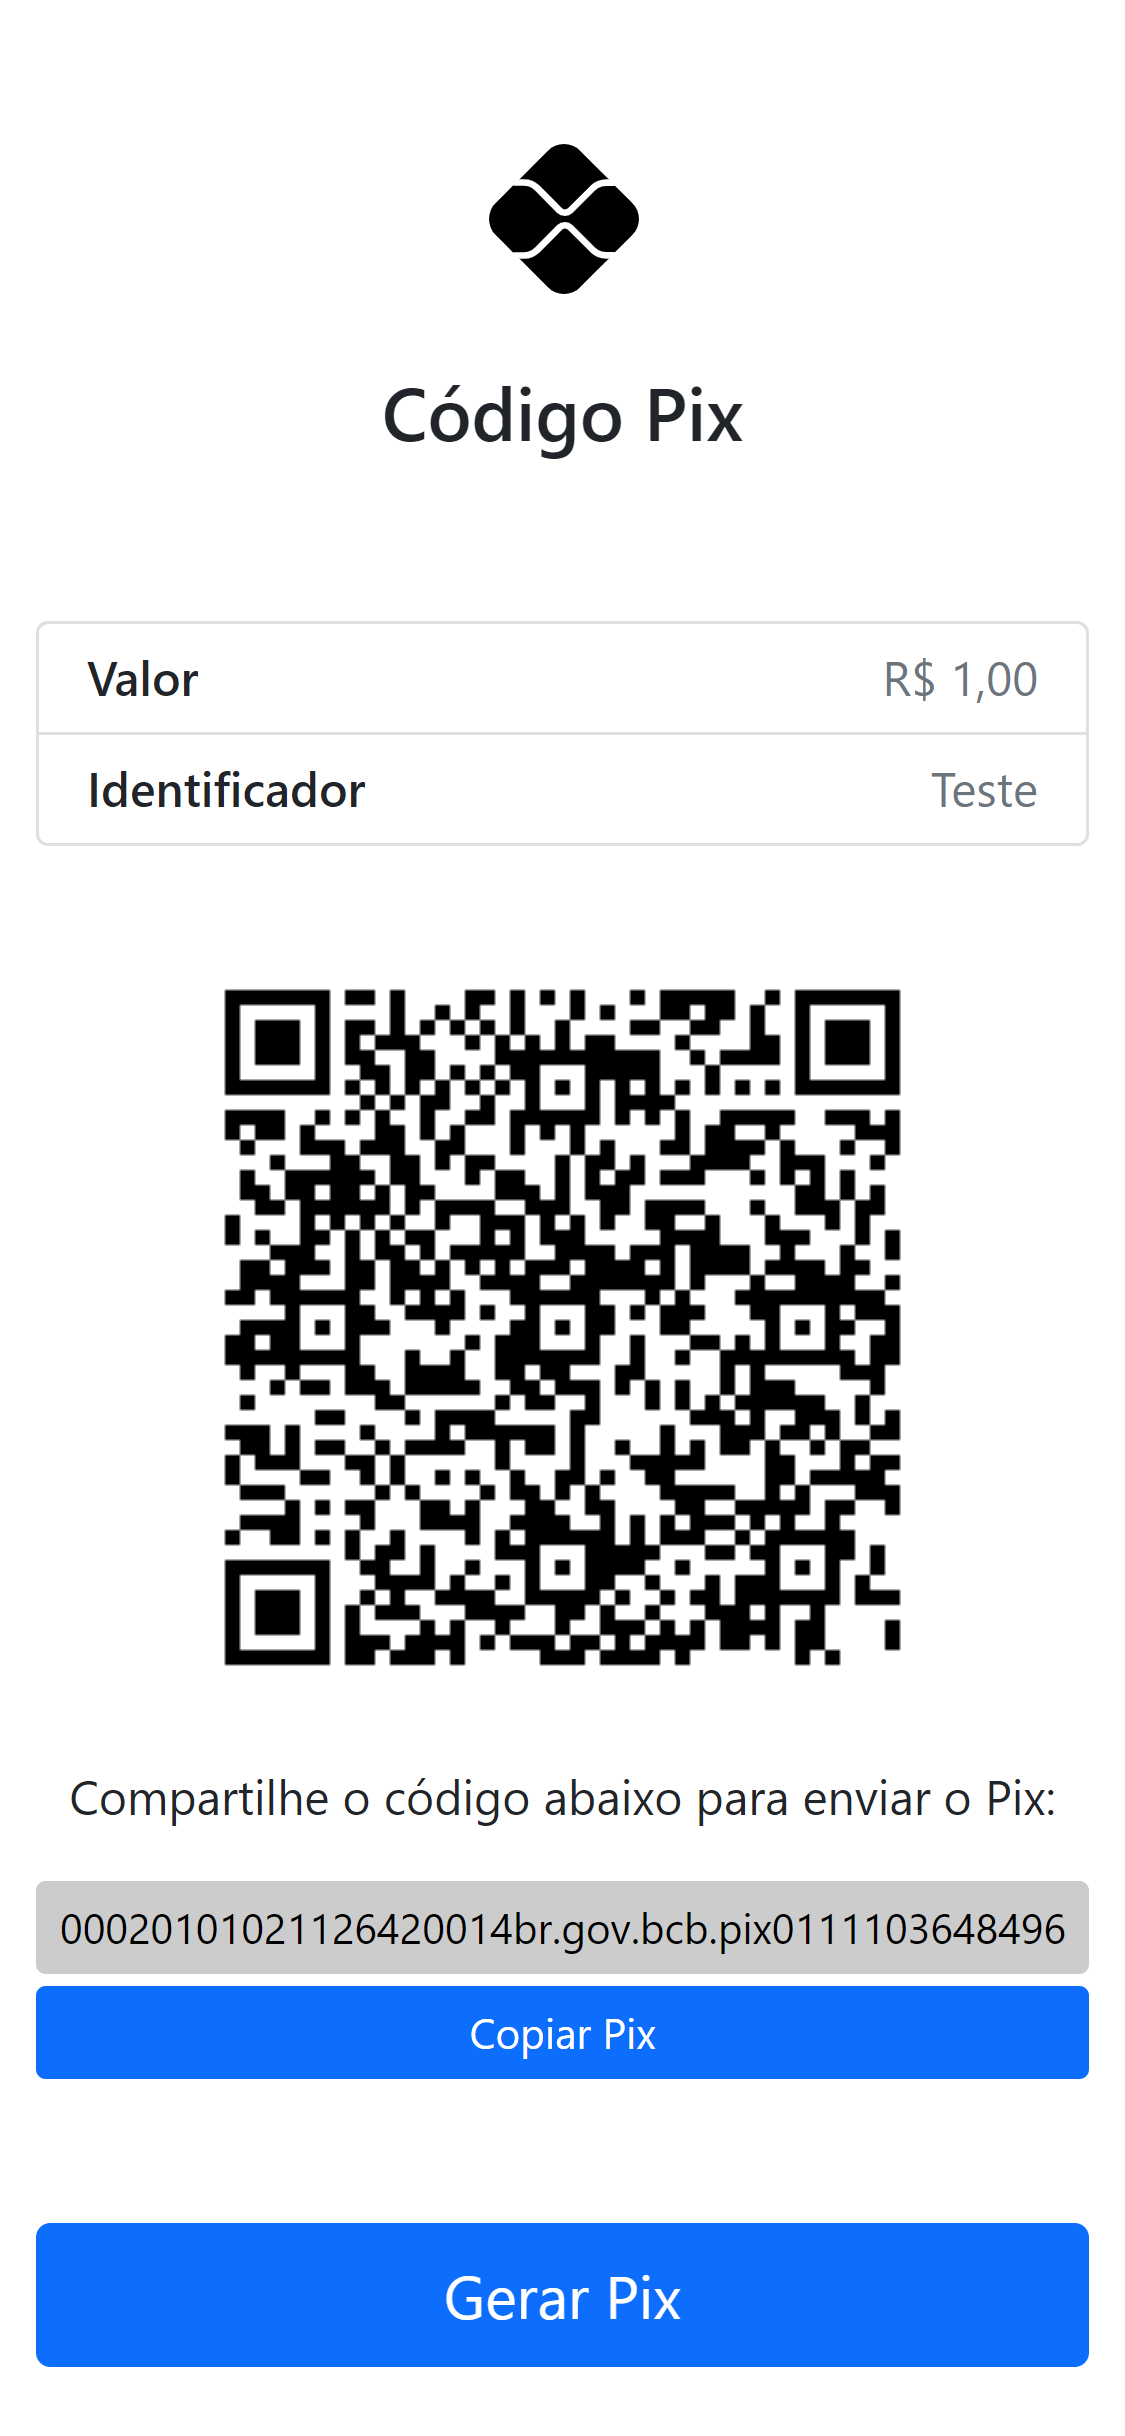 Código Pix
Valor R$ 1,00
Identificador Teste
Compartilhe o código abaixo para enviar o Pix:
00020101021126420014br.gov.bcb.pix0111103648496
Copiar Pix
Gerar Pix